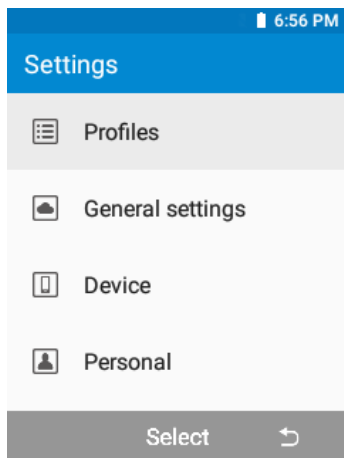 6:56 PM
Settings
Profiles
General settings
Device
Personal
Select